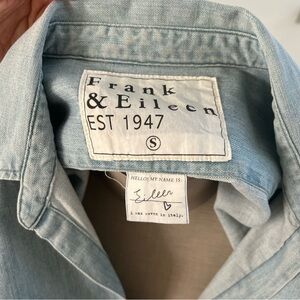 Frank
& Eileen
EST 1947
S
HELLO, MY NAME IS:
Eileen
i was woven in italy.